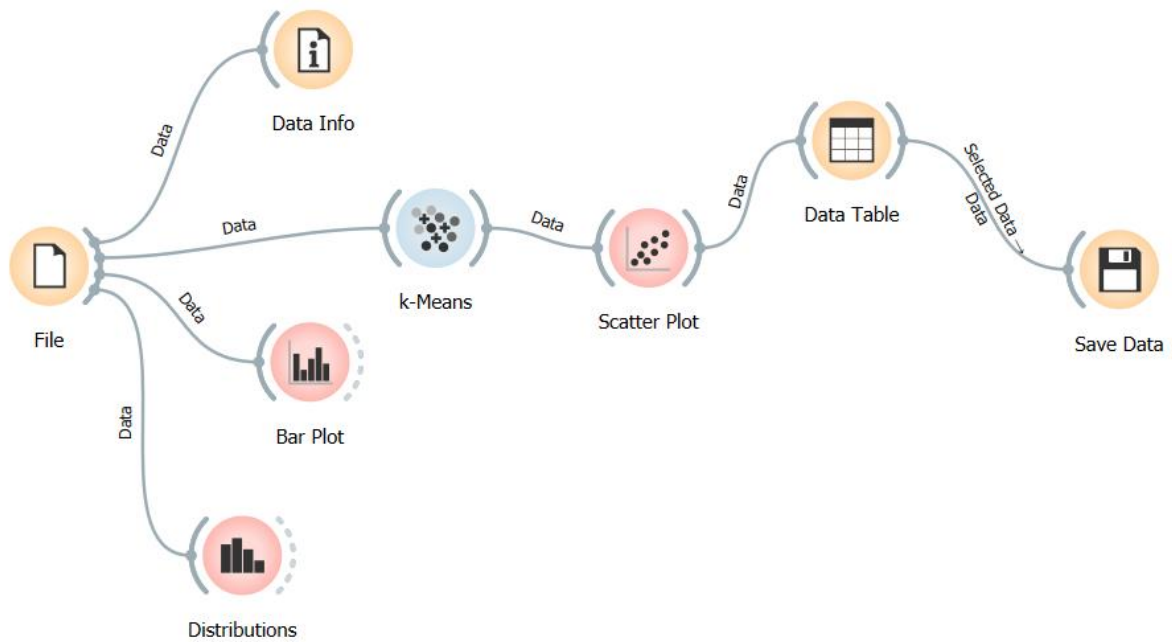 Data Info
Data
Data
k-Means
Data
Scatter Plot
Data
Data Table
Selected Data →
Data
Save Data
File
Data
Bar Plot
Data
Distributions